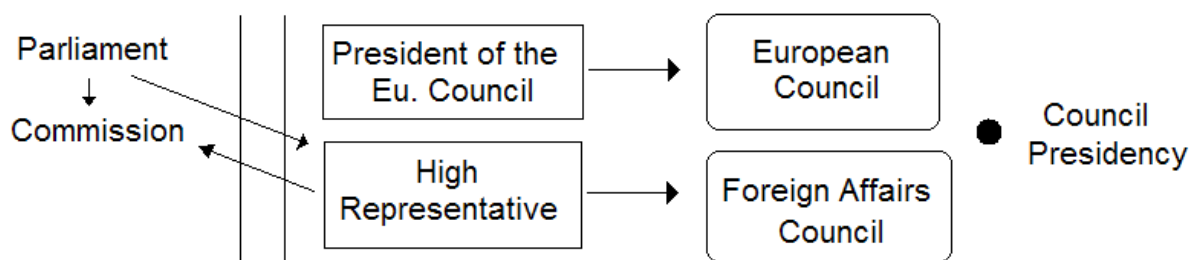 Parliament
Commission
President of the
Eu. Council
High
Representative
European
Council
Foreign Affairs
Council
Council
Presidency